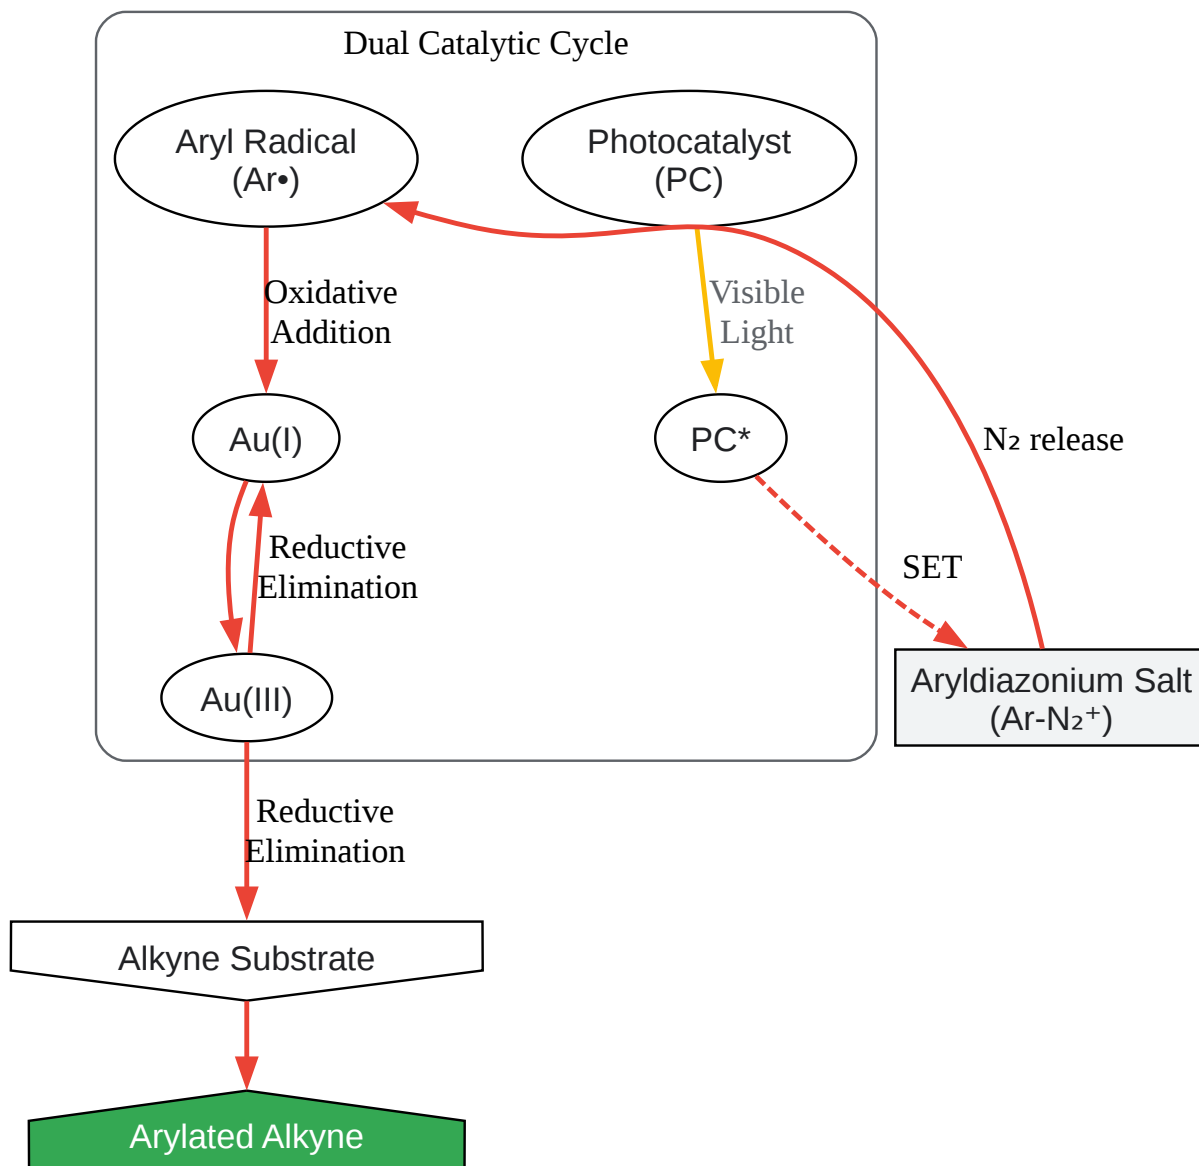 Dual Catalytic Cycle
Aryl Radical
(Ar•)
Photocatalyst
(PC)
Oxidative
Addition
Visible
Light
Au(I)
PC*
N₂ release
Reductive
Elimination
SET
Au(III)
Aryldiazonium Salt
(Ar-N₂⁺)
Reductive
Elimination
Alkyne Substrate
Arylated Alkyne